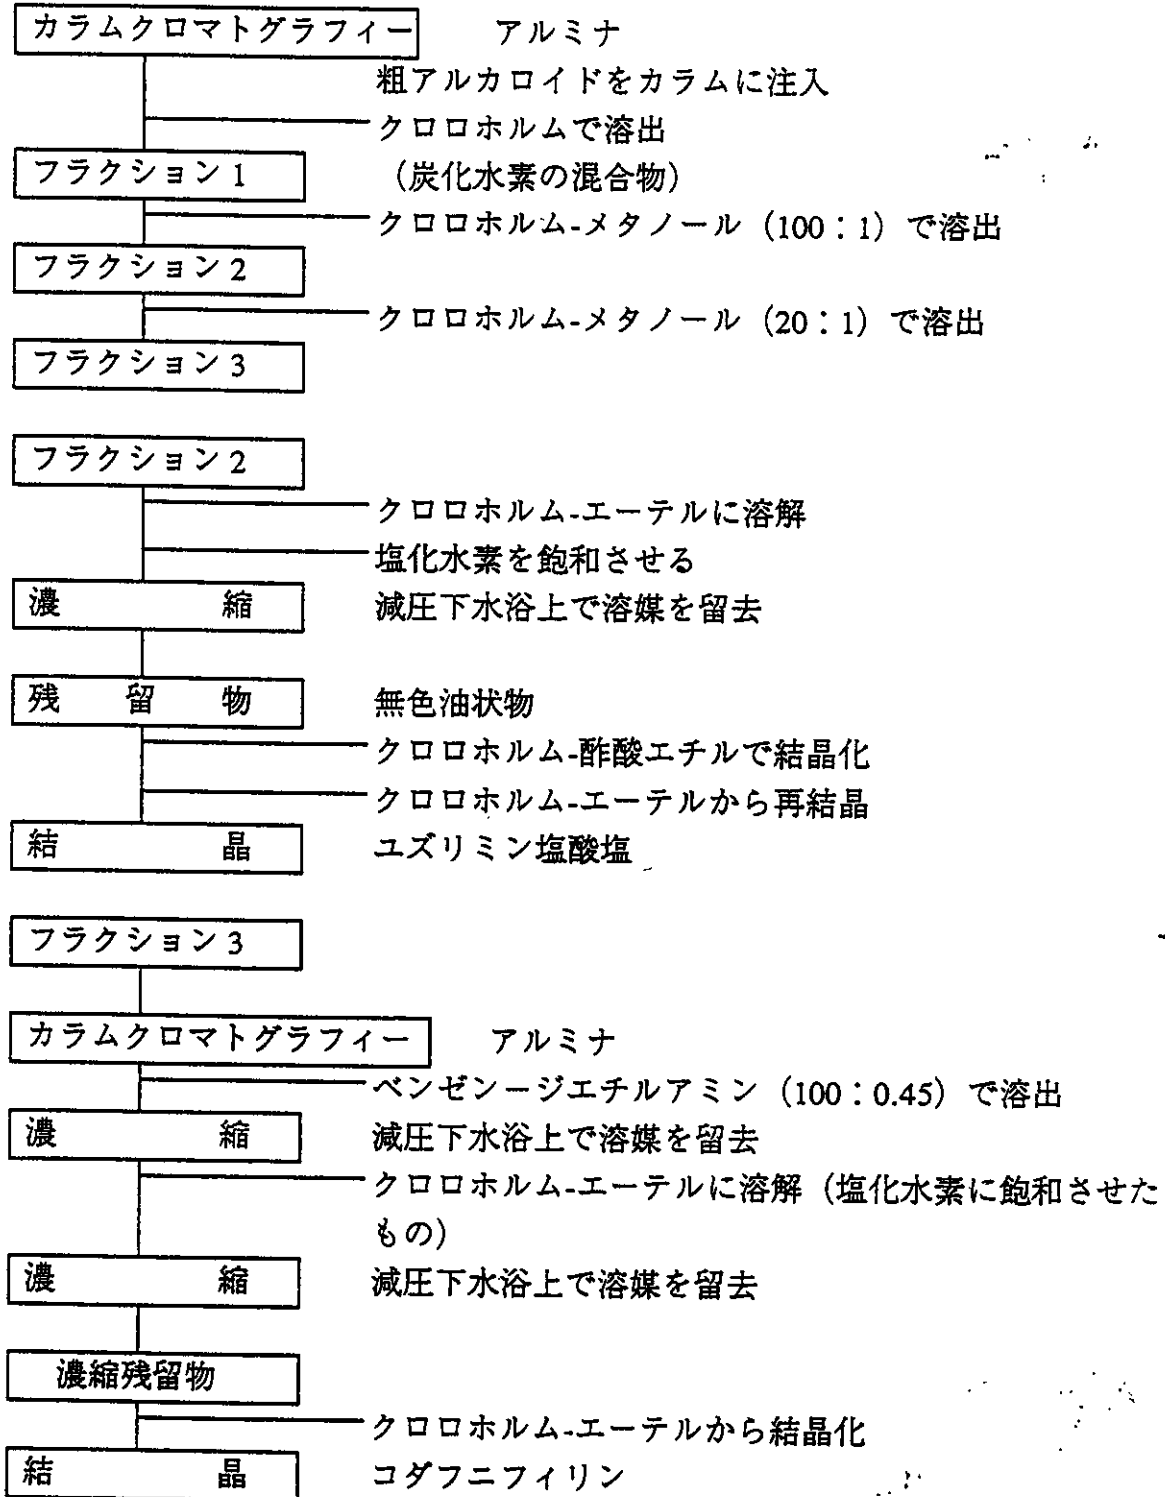 カラムクロマトグラフィー アルミナ
粗アルカロイドをカラムに注入
クロロホルムで溶出
フラクション1 (炭化水素の混合物)
クロロホルム-メタノール (100:1) で溶出
フラクション2
クロロホルム-メタノール (20:1) で溶出
フラクション3
フラクション2
クロロホルム-エーテルに溶解
塩化水素を飽和させる
濃縮 減圧下水浴上で溶媒を留去
残留物 無色油状物
クロロホルム-酢酸エチルで結晶化
クロロホルム-エーテルから再結晶
結晶 ユズリミン塩酸塩
フラクション3
カラムクロマトグラフィー アルミナ
ベンゼンージエチルアミン (100:0.45) で溶出
濃縮 減圧下水浴上で溶媒を留去
クロロホルム-エーテルに溶解 (塩化水素に飽和させた
もの)
濃縮 減圧下水浴上で溶媒を留去
濃縮残留物
クロロホルム-エーテルから結晶化
結晶 コダフニフィリン